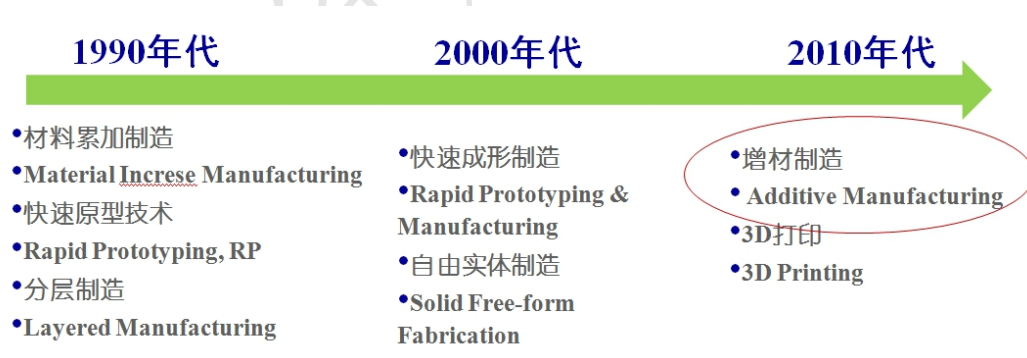 1990年代
2000年代
2010年代
•材料累加制造
•Material Increse Manufacturing
•快速原型技术
•Rapid Prototyping, RP
•分层制造
•Layered Manufacturing
•快速成形制造
•Rapid Prototyping &
Manufacturing
•自由实体制造
•Solid Free-form
Fabrication
•增材制造
• Additive Manufacturing
•3D打印
•3D Printing